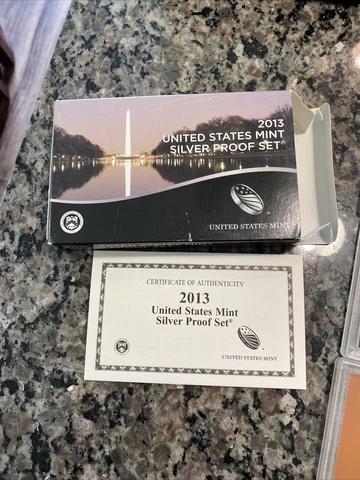 2013
UNITED STATES MINT
SILVER PROOF SET®
UNITED STATES MINT
CERTIFICATE OF AUTHENTICITY
2013
United States Mint
Silver Proof Set®
UNITED STATES MINT